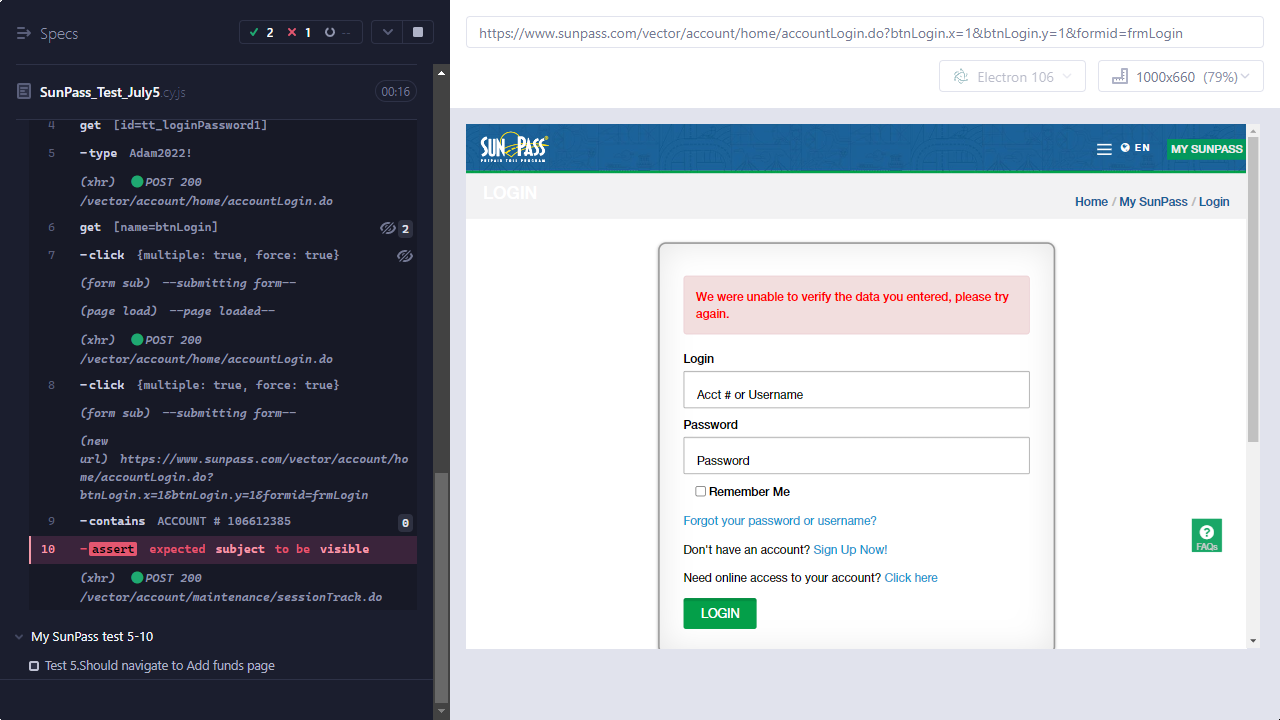 Specs
2
1
--
SunPass_Test_July5.cy.js
00:16
4 get [id=tt_loginPassword1]
5 -type Adam2022!
(xhr) POST 200
/vector/account/home/accountLogin.do
6 get [name=btnLogin] 2
7 -click {multiple: true, force: true}
(form sub) --submitting form--
(page load) --page loaded--
(xhr) POST 200
/vector/account/home/accountLogin.do
8 -click {multiple: true, force: true}
(form sub) --submitting form--
(new
url) https://www.sunpass.com/vector/account/ho
me/accountLogin.do?
btnLogin.x=1&btnLogin.y=1&formid=frmLogin
9 -contains ACCOUNT # 106612385 0
10 -assert expected subject to be visible
(xhr) POST 200
/vector/account/maintenance/sessionTrack.do
My SunPass test 5-10
Test 5.Should navigate to Add funds page
https://www.sunpass.com/vector/account/home/accountLogin.do?btnLogin.x=1&btnLogin.y=1&formid=frmLogin
Electron 106
1000x660 (79%)
SUNPASS
PREPAID TOLL PROGRAM
EN
MY SUNPASS
LOGIN
Home / My SunPass / Login
We were unable to verify the data you entered, please try
again.
Login
Acct # or Username
Password
Password
Remember Me
Forgot your password or username?
Don't have an account? Sign Up Now!
Need online access to your account? Click here
LOGIN
?
FAQs